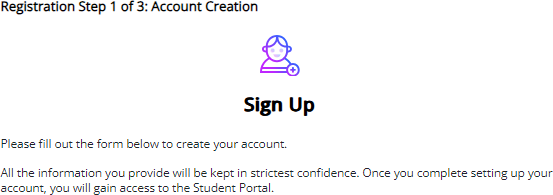 Registration Step 1 of 3: Account Creation
Sign Up
Please fill out the form below to create your account.
All the information you provide will be kept in strictest confidence. Once you complete setting up your
account, you will gain access to the Student Portal.